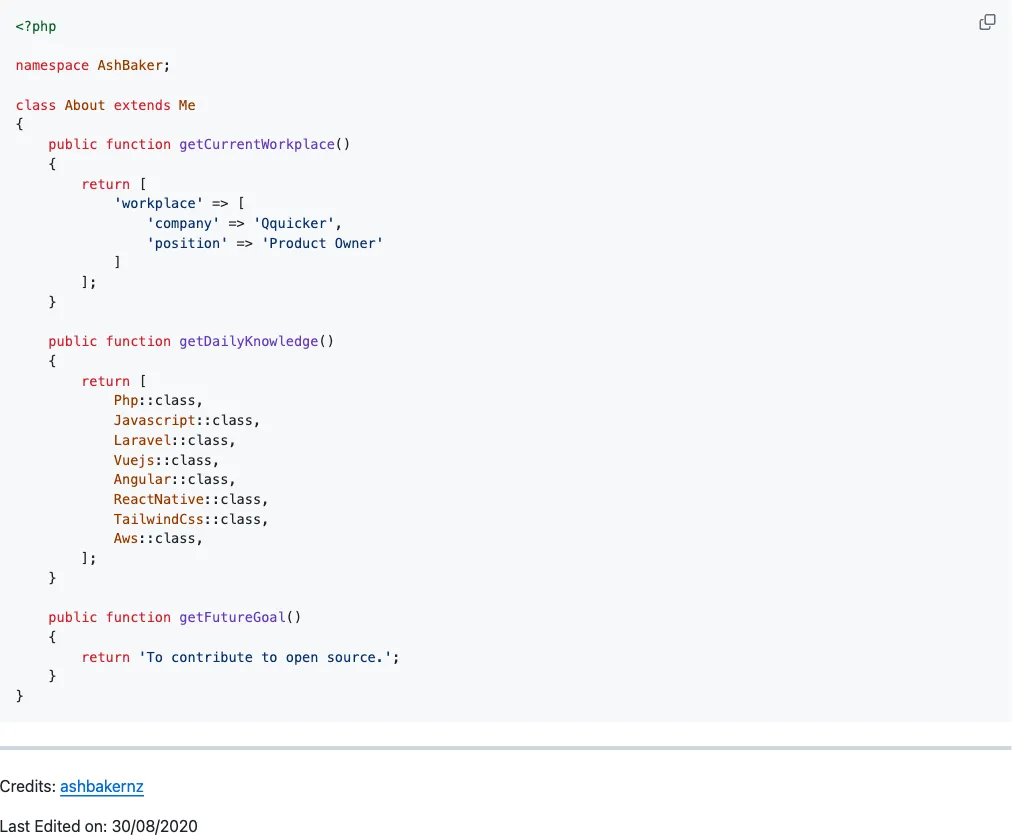 <?php
namespace AshBaker;
class About extends Me
{
    public function getCurrentWorkplace()
    {
        return [
            'workplace' => [
                'company' => 'Qquicker',
                'position' => 'Product Owner'
            ]
        ];
    }
    public function getDailyKnowledge()
    {
        return [
            Php::class,
            Javascript::class,
            Laravel::class,
            Vuejs::class,
            Angular::class,
            ReactNative::class,
            TailwindCss::class,
            Aws::class,
        ];
    }
    public function getFutureGoal()
    {
        return 'To contribute to open source.';
    }
}
Credits: ashbakernz
Last Edited on: 30/08/2020